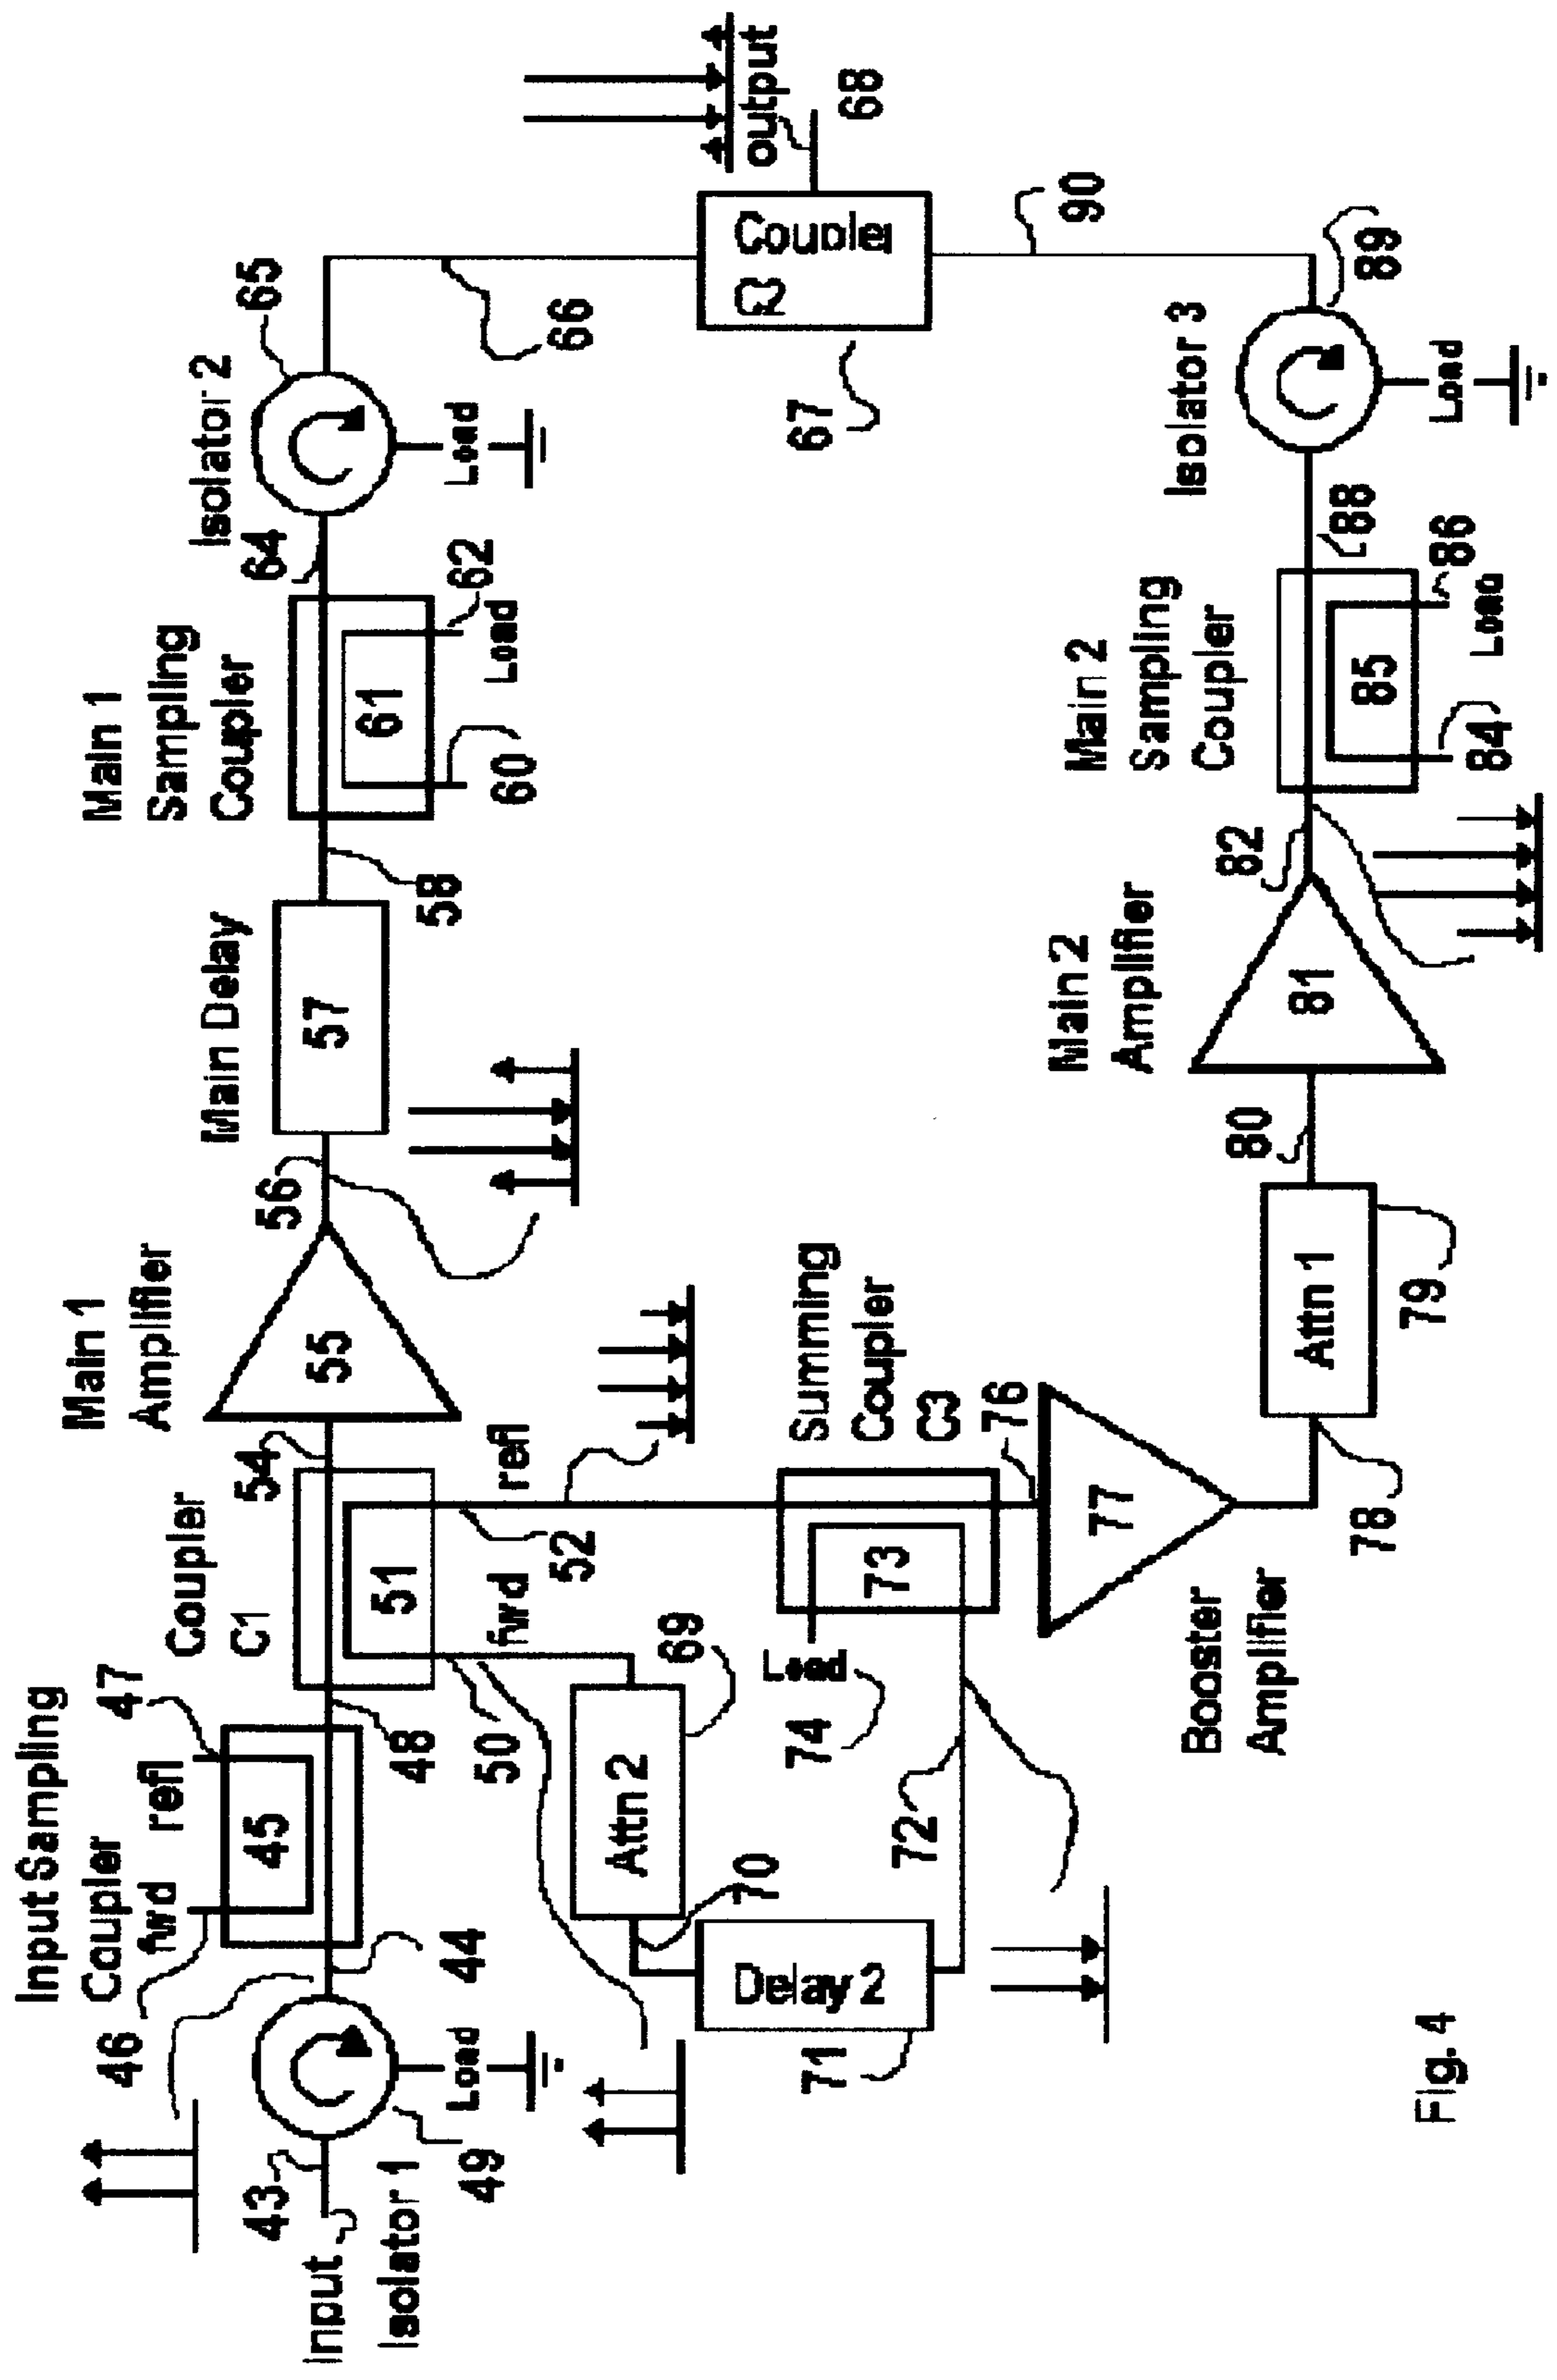 Input Sampling
Coupler
fwd refl
46
47
45
43
Input
Isolator 1
49
Load
44
48
Coupler
C1
51
50
fwd
refl
52
54
Main 1
Amplifier
55
56
Main Delay
57
58
Main 1
Sampling
Coupler
61
60
62
Load
64
Isolator 2
65
Load
66
Coupler
67
output
68
Attn 2
69
70
Delay 2
71
72
Summing
Coupler
C3
73
Load
74
76
77
Booster
Amplifier
78
Attn 1
79
80
Main 2
Amplifier
81
82
Main 2
Sampling
Coupler
85
84
86
Load
88
Isolator 3
89
Load
90
Fig. 4